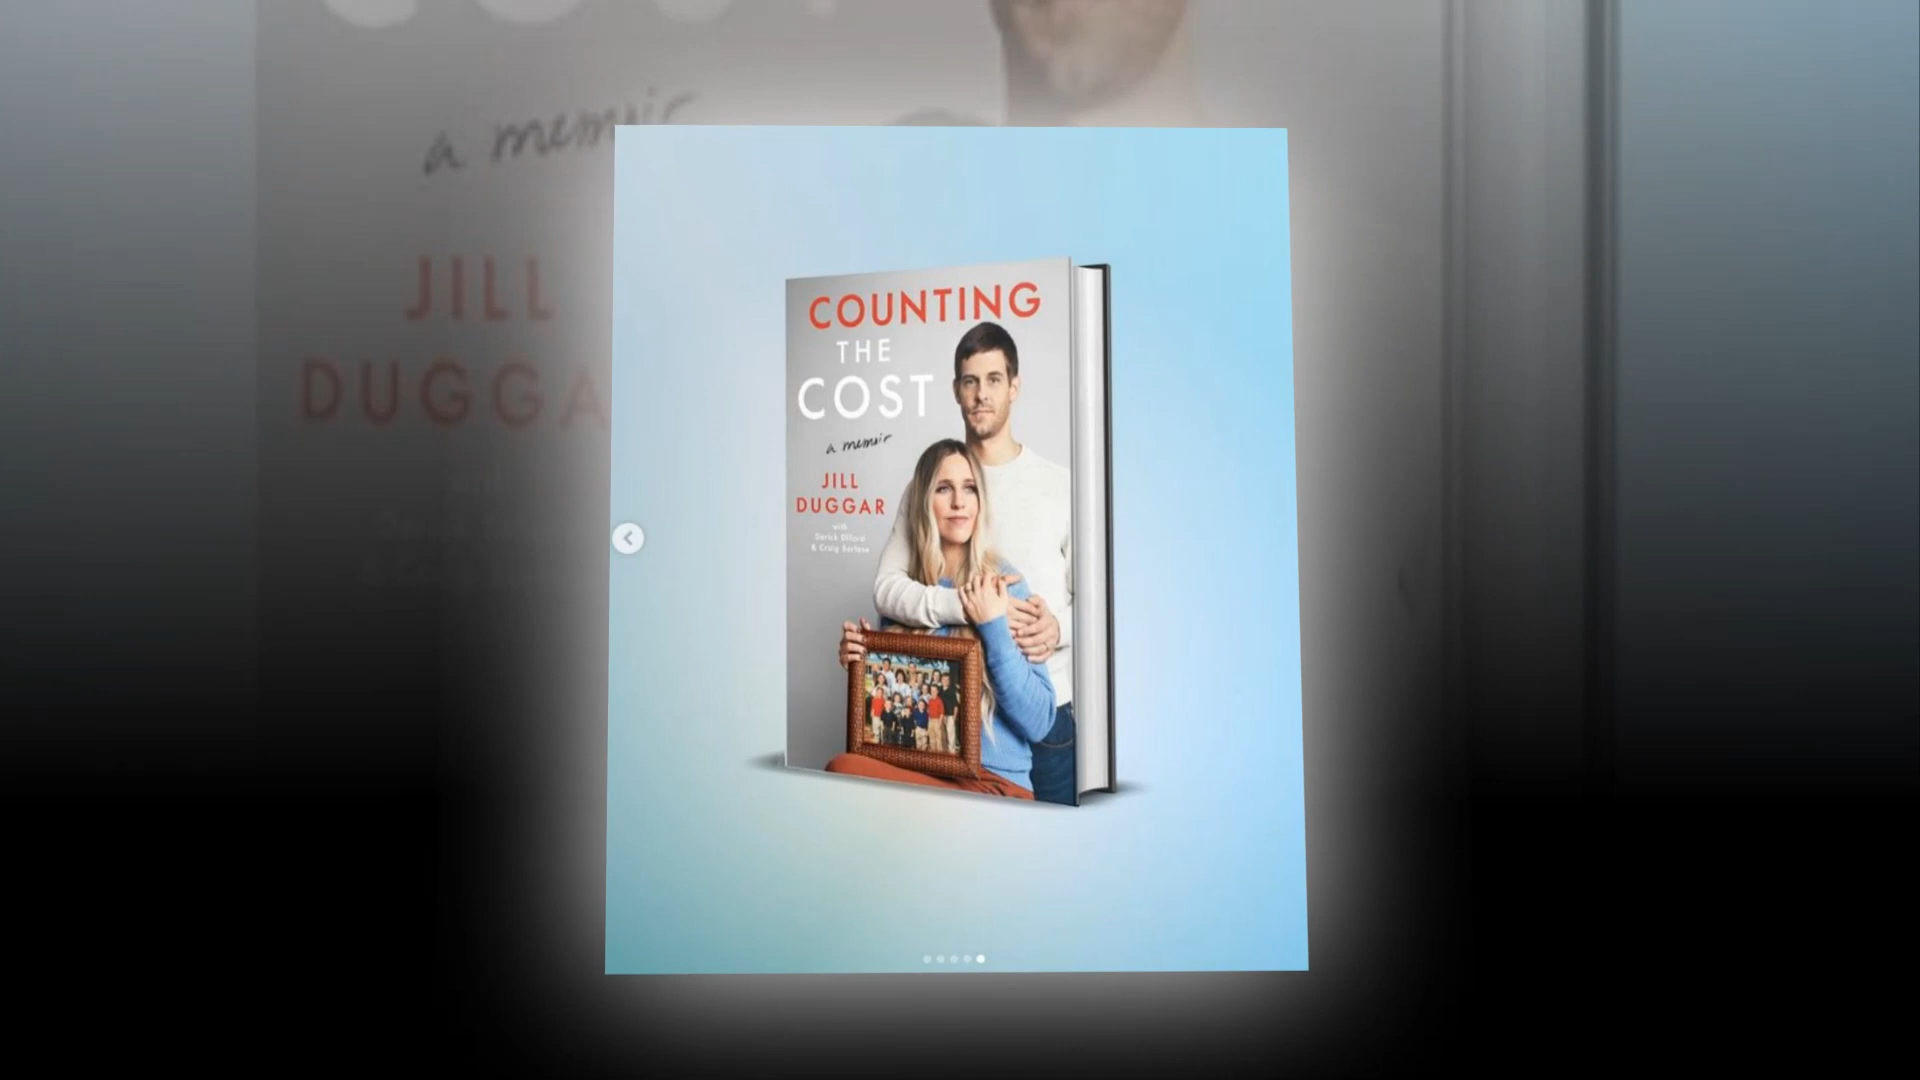 a memoir
JILL
DUGGA
COUNTING
THE
COST
a memoir
JILL
DUGGAR
with
Derick Dillard
& Craig Borlase